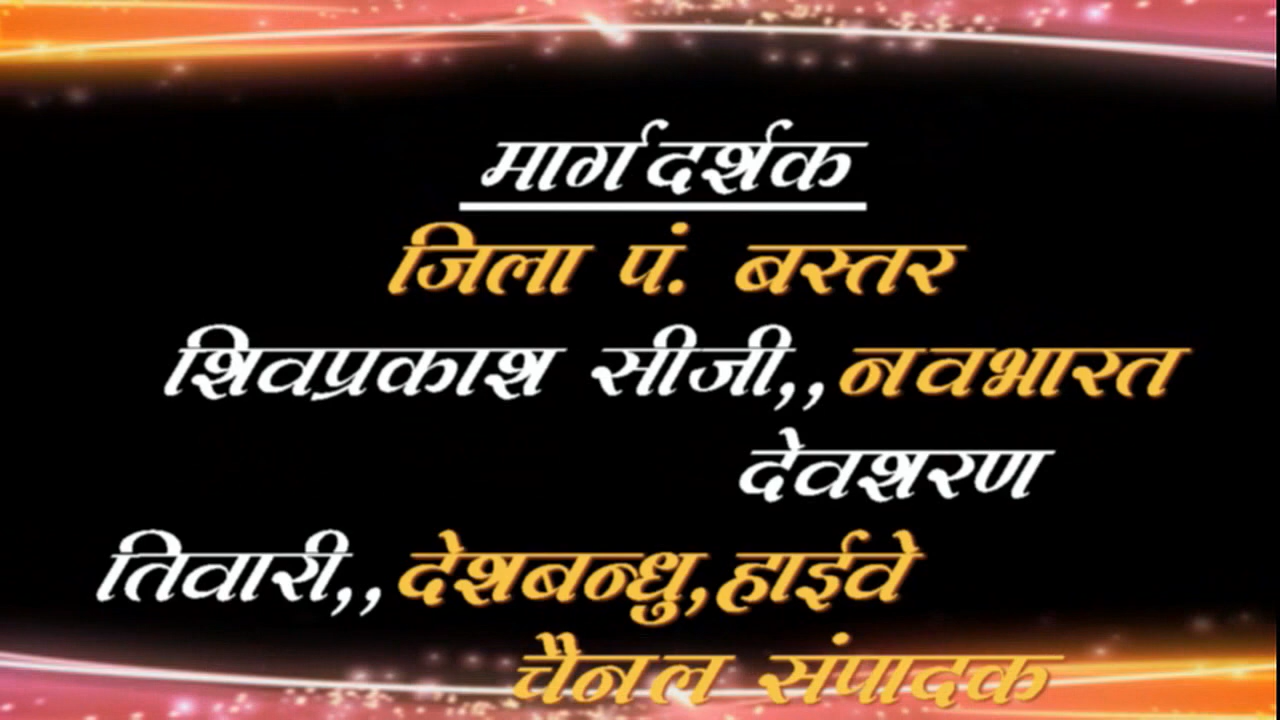 मार्गदर्शक
जिला पं. बस्तर
शिवप्रकाश सीजी,,नवभारत
देवशरण
तिवारी,,देशबन्धु,हाईवे
चैनल संपादक